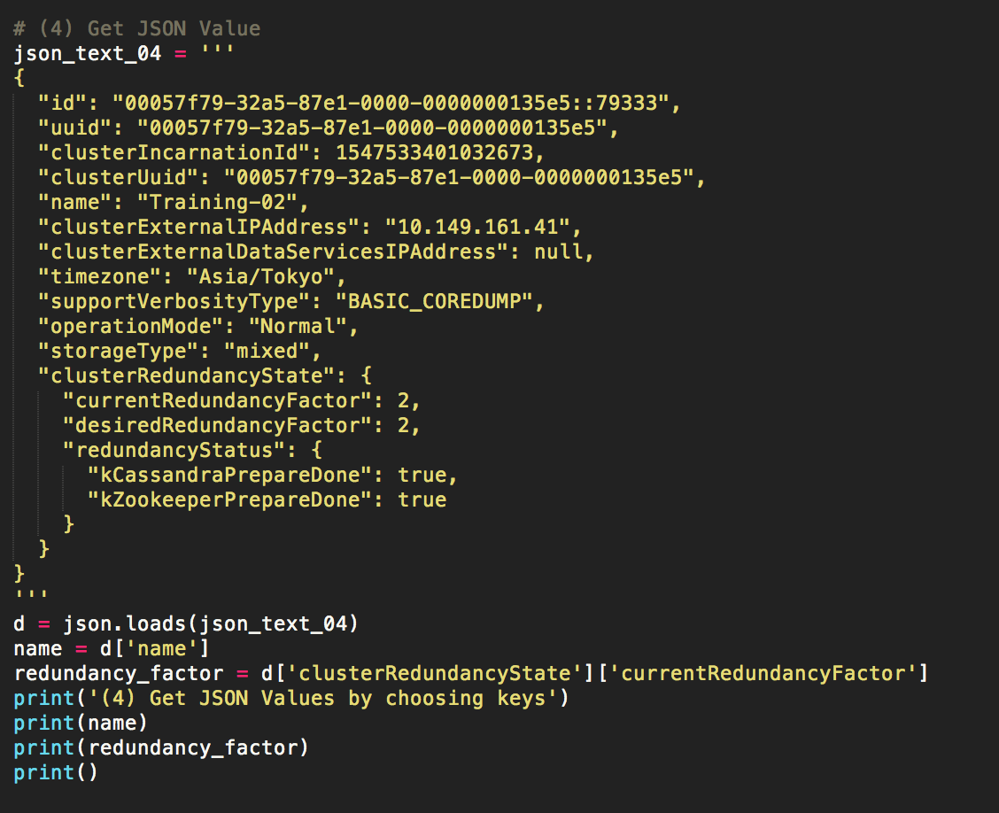 # (4) Get JSON Value
json_text_04 = '''
{
  "id": "00057f79-32a5-87e1-0000-0000000135e5::79333",
  "uuid": "00057f79-32a5-87e1-0000-0000000135e5",
  "clusterIncarnationId": 1547533401032673,
  "clusterUuid": "00057f79-32a5-87e1-0000-0000000135e5",
  "name": "Training-02",
  "clusterExternalIPAddress": "10.149.161.41",
  "clusterExternalDataServicesIPAddress": null,
  "timezone": "Asia/Tokyo",
  "supportVerbosityType": "BASIC_COREDUMP",
  "operationMode": "Normal",
  "storageType": "mixed",
  "clusterRedundancyState": {
    "currentRedundancyFactor": 2,
    "desiredRedundancyFactor": 2,
    "redundancyStatus": {
      "kCassandraPrepareDone": true,
      "kZookeeperPrepareDone": true
    }
  }
}
'''
d = json.loads(json_text_04)
name = d['name']
redundancy_factor = d['clusterRedundancyState']['currentRedundancyFactor']
print('(4) Get JSON Values by choosing keys')
print(name)
print(redundancy_factor)
print()